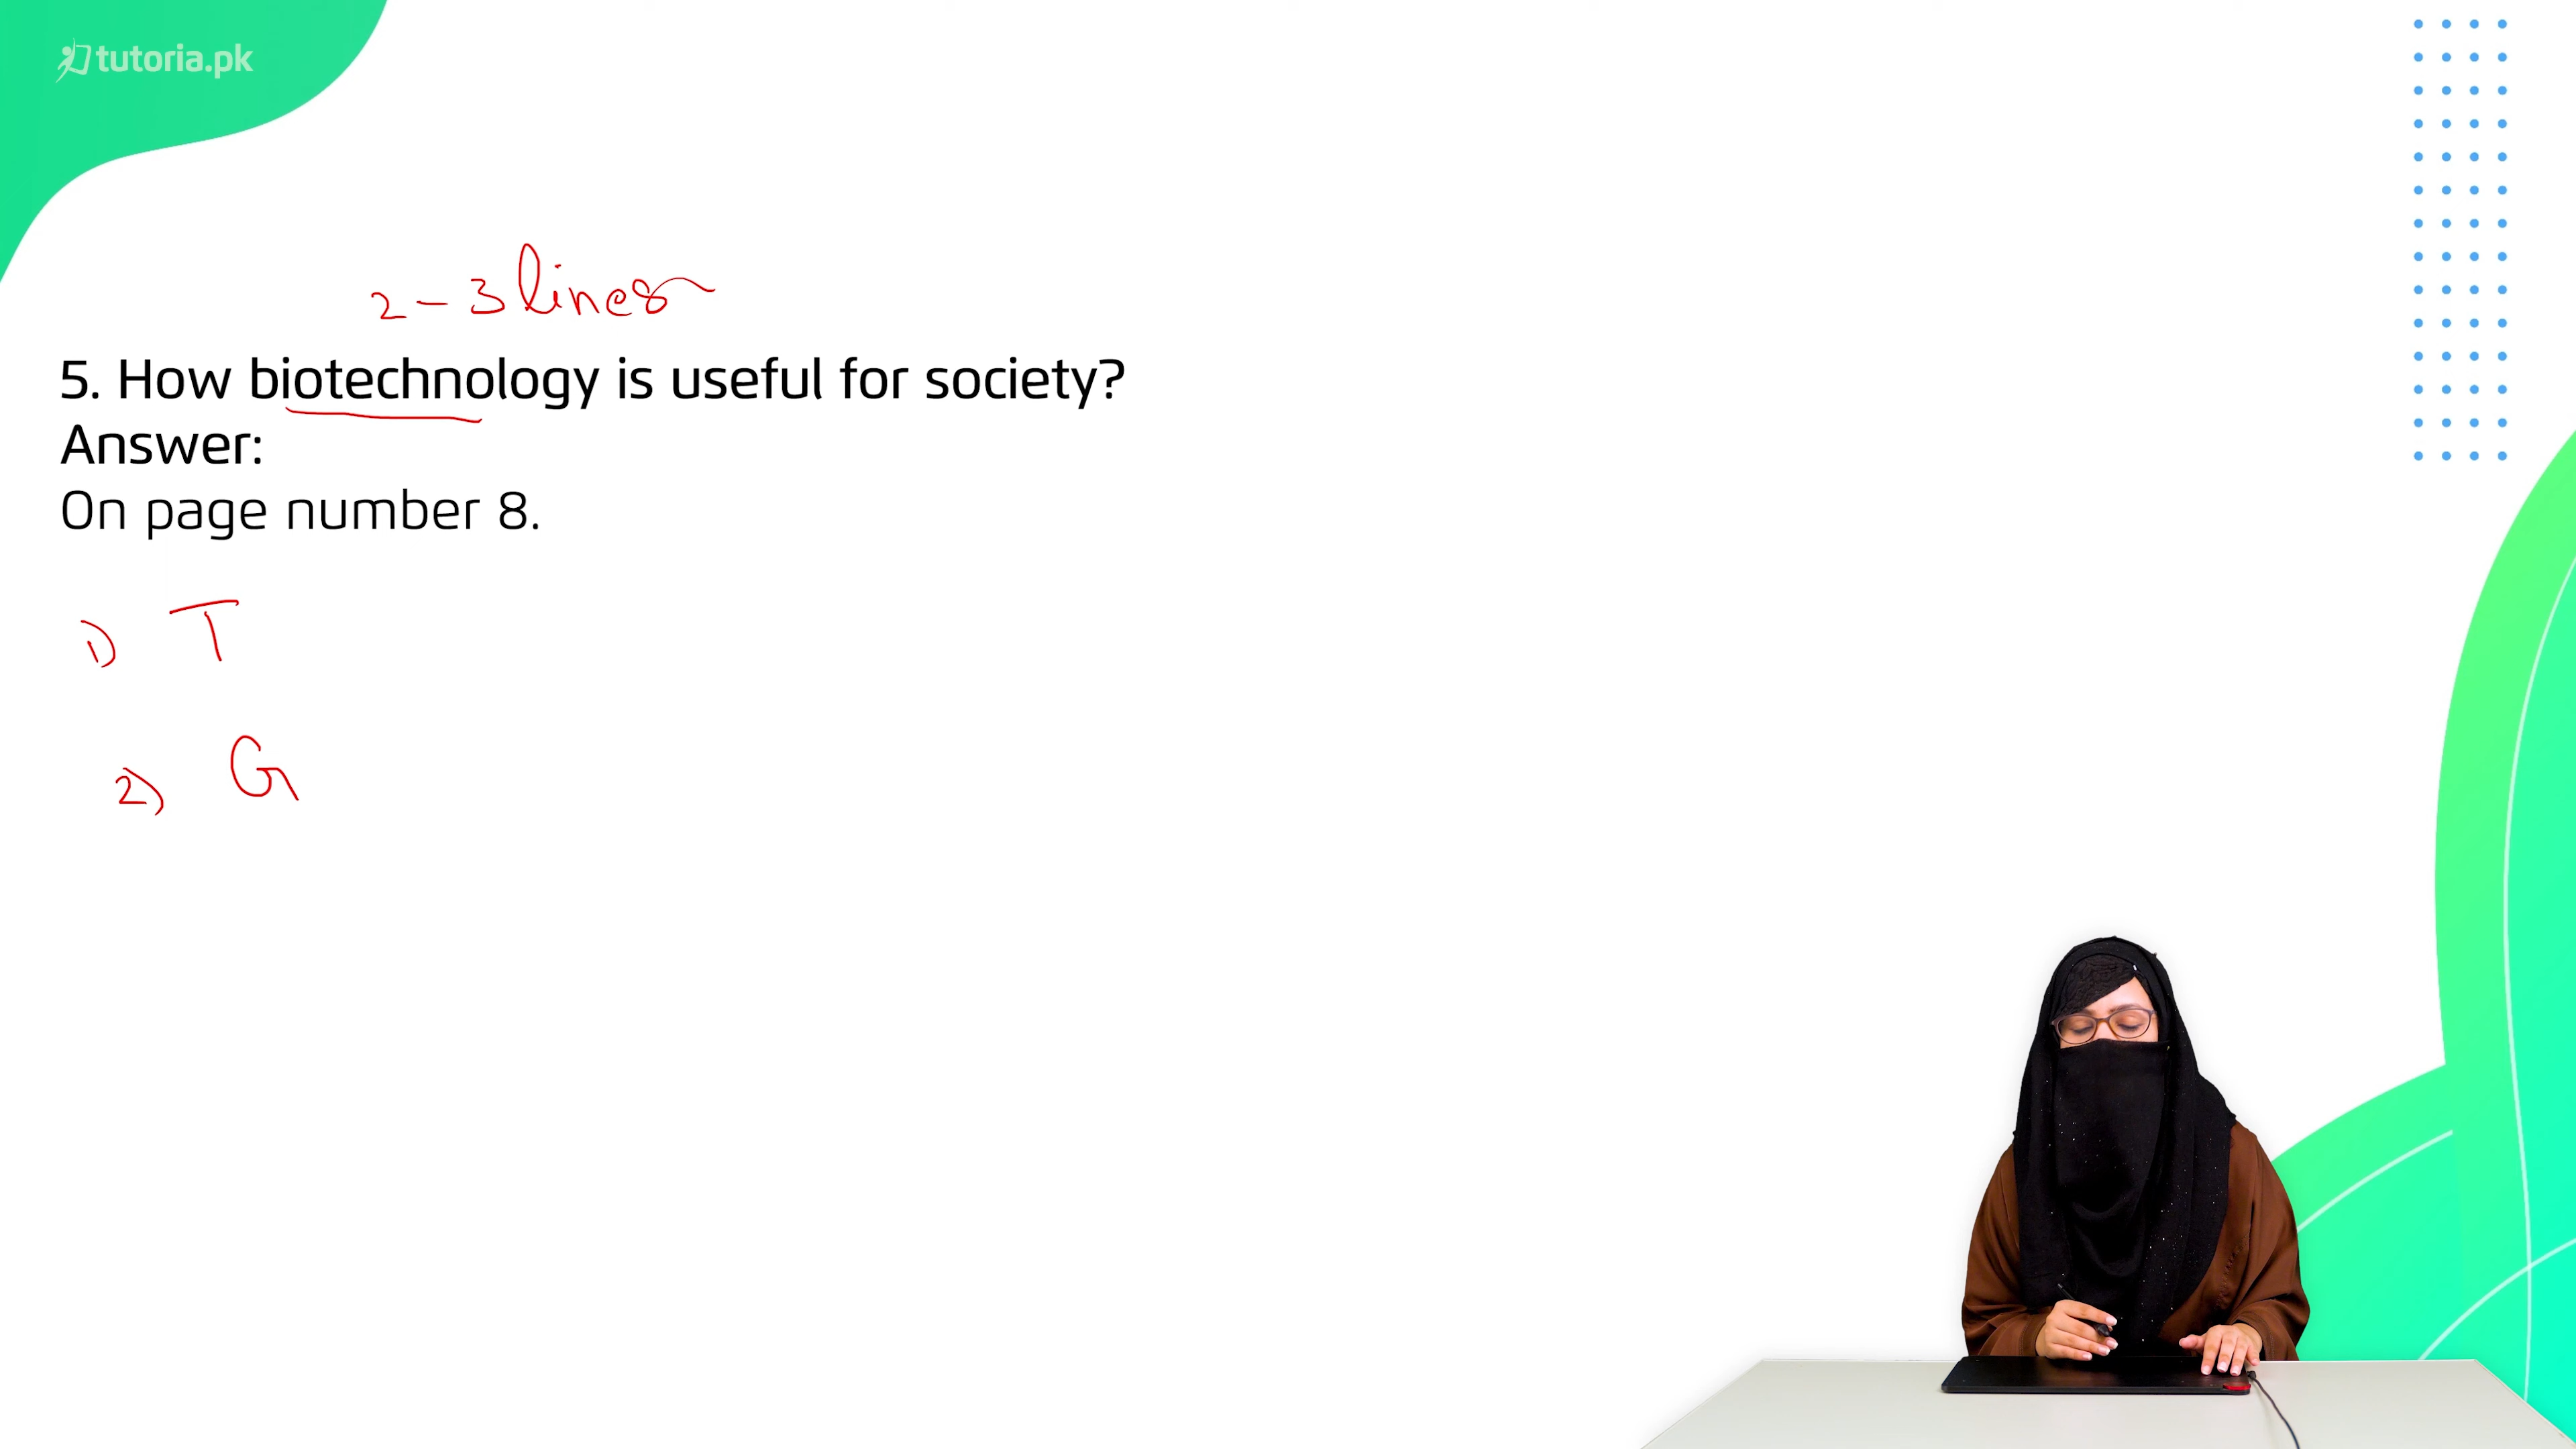 tutoria.pk
2-3 lines
5. How biotechnology is useful for society?
Answer:
On page number 8.
1) T
2) G